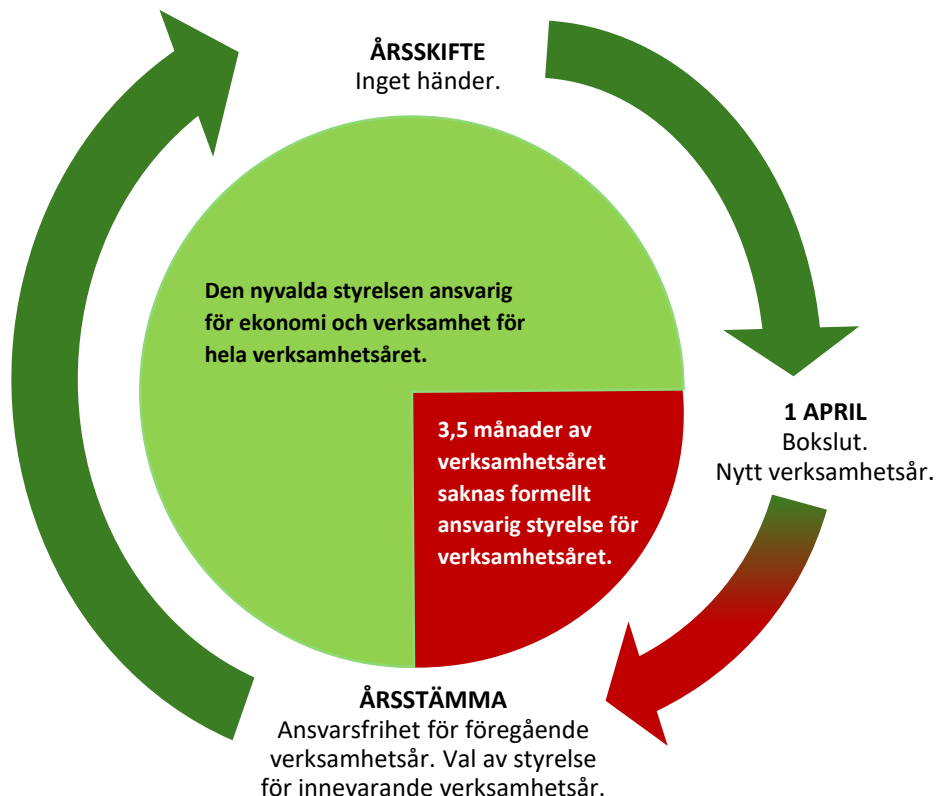 ÅRSSKIFTE
Inget händer.
Den nyvalda styrelsen ansvarig
för ekonomi och verksamhet för
hela verksamhetsåret.
3,5 månader av
verksamhetsåret
saknas formellt
ansvarig styrelse för
verksamhetsåret.
1 APRIL
Bokslut.
Nytt verksamhetsår.
ÅRSSTÄMMA
Ansvarsfrihet för föregående
verksamhetsår. Val av styrelse
för innevarande verksamhetsår.